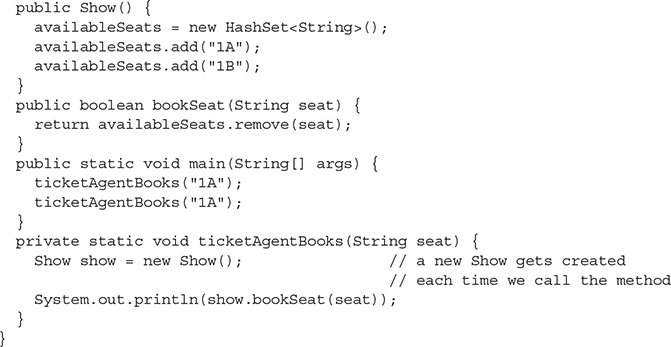 public Show() {
availableSeats = new HashSet<String>();
availableSeats.add("1A");
availableSeats.add("1B");
}
public boolean bookSeat(String seat) {
return availableSeats.remove(seat);
}
public static void main(String[] args) {
ticketAgentBooks("1A");
ticketAgentBooks("1A");
}
private static void ticketAgentBooks(String seat) {
Show show = new Show(); // a new Show gets created
// each time we call the method
System.out.println(show.bookSeat(seat));
}
}